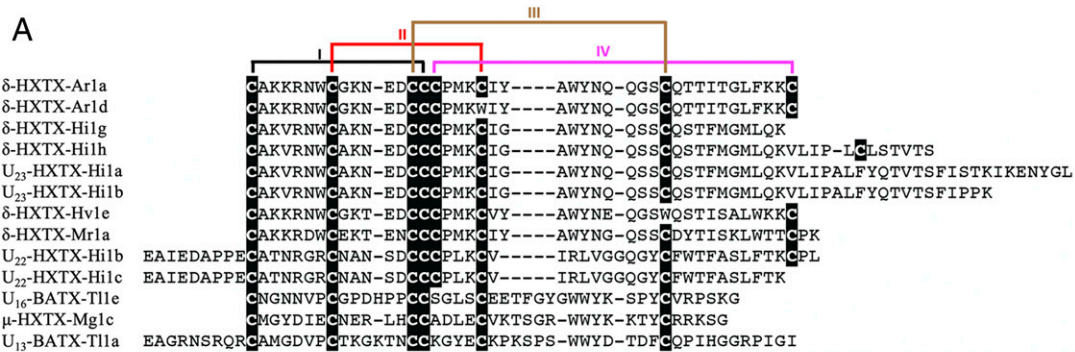 A
III
II
I
IV
δ-HXTX-Ar1a CAKKRNWCGKN-EDCCCPMKCIY----AWYNQ-QGSCQTTITGLFKKC
δ-HXTX-Ar1d CAKKRNWCGKN-EDCCCPMKWIY----AWYNQ-QGSCQTTITGLFKKC
δ-HXTX-Hi1g CAKVRNWCAKN-EDCCCPMKCIG----AWYNQ-QSSCQSTFMGMLQK
δ-HXTX-Hi1h CAKVRNWCAKN-EDCCCPMKCIG----AWYNQ-QSSCQSTFMGMLQKVLIP-LCLSTVTS
U₂₃-HXTX-Hi1a CAKVRNWCAKN-EDCCCPMKCIG----AWYNQ-QSSCQSTFMGMLQKVLIPALFYQTVTSFISTKIKENYGL
U₂₃-HXTX-Hi1b CAKVRNWCAKN-EDCCCPMKCIG----AWYNQ-QSSCQSTFMGMLQKVLIPALFYQTVTSFIPPK
δ-HXTX-Hv1e CAKKRNWCGKT-EDCCCPMKCVY----AWYNE-QGSWQSTISALWKKC
δ-HXTX-Mr1a CAKKRDWCEKT-ENCCCPMKCIY----AWYNQ-QSSCDYTISKLWTTCPK
U₂₂-HXTX-Hi1b EAIEDAPPECATNRGRCNAN-SDCCCPLKCV-----IRLVGGQGYCFWTFASLFTKCPL
U₂₂-HXTX-Hi1c EAIEDAPPECATNRGRCNAN-SDCCCPLKCV-----IRLVGGQGYCFWTFASLFTK
U₁₆-BATX-Tl1e CNGNNVPCGPDHPPCCSGLSCEETFGYGWWYK-SPYCVRPSKG
μ-HXTX-Mg1c CMGYDIECNER-LHCCADLECVKTSGR-WWYK-KTYCRRKSG
U₁₃-BATX-Tl1a EAGRNSRQRCAMGDVPCTKGKTNCCKGYECKPKSPS-WWYD-TDFCQPIHGGRPIGI